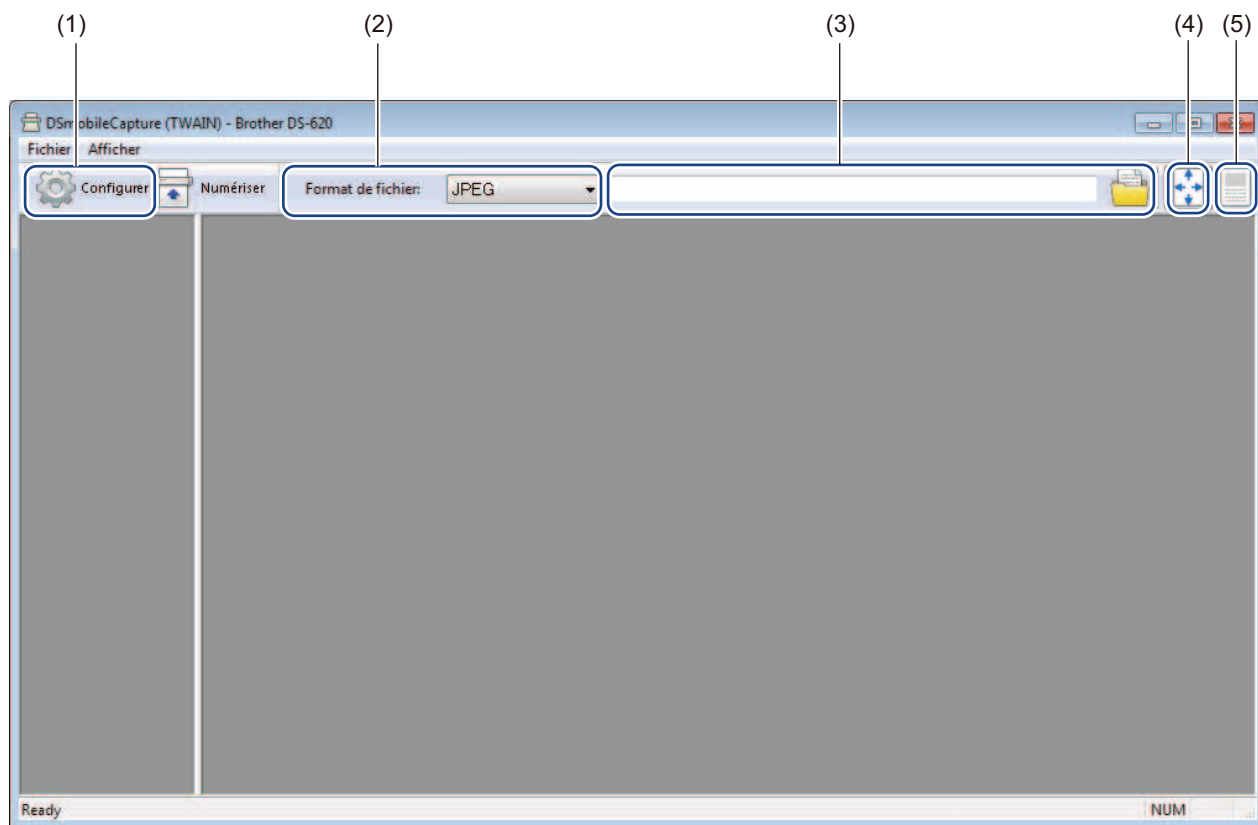 (1) (2) (3) (4) (5)
DSmobileCapture (TWAIN) - Brother DS-620
Fichier Afficher
Configurer Numériser Format de fichier: JPEG
Ready NUM